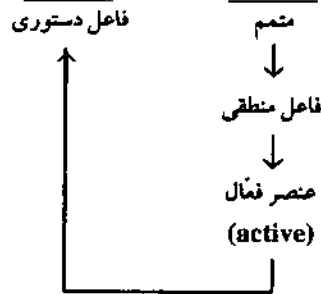 متمم
فاعل دستوری
فاعل منطقی
عنصر فعّال
(active)